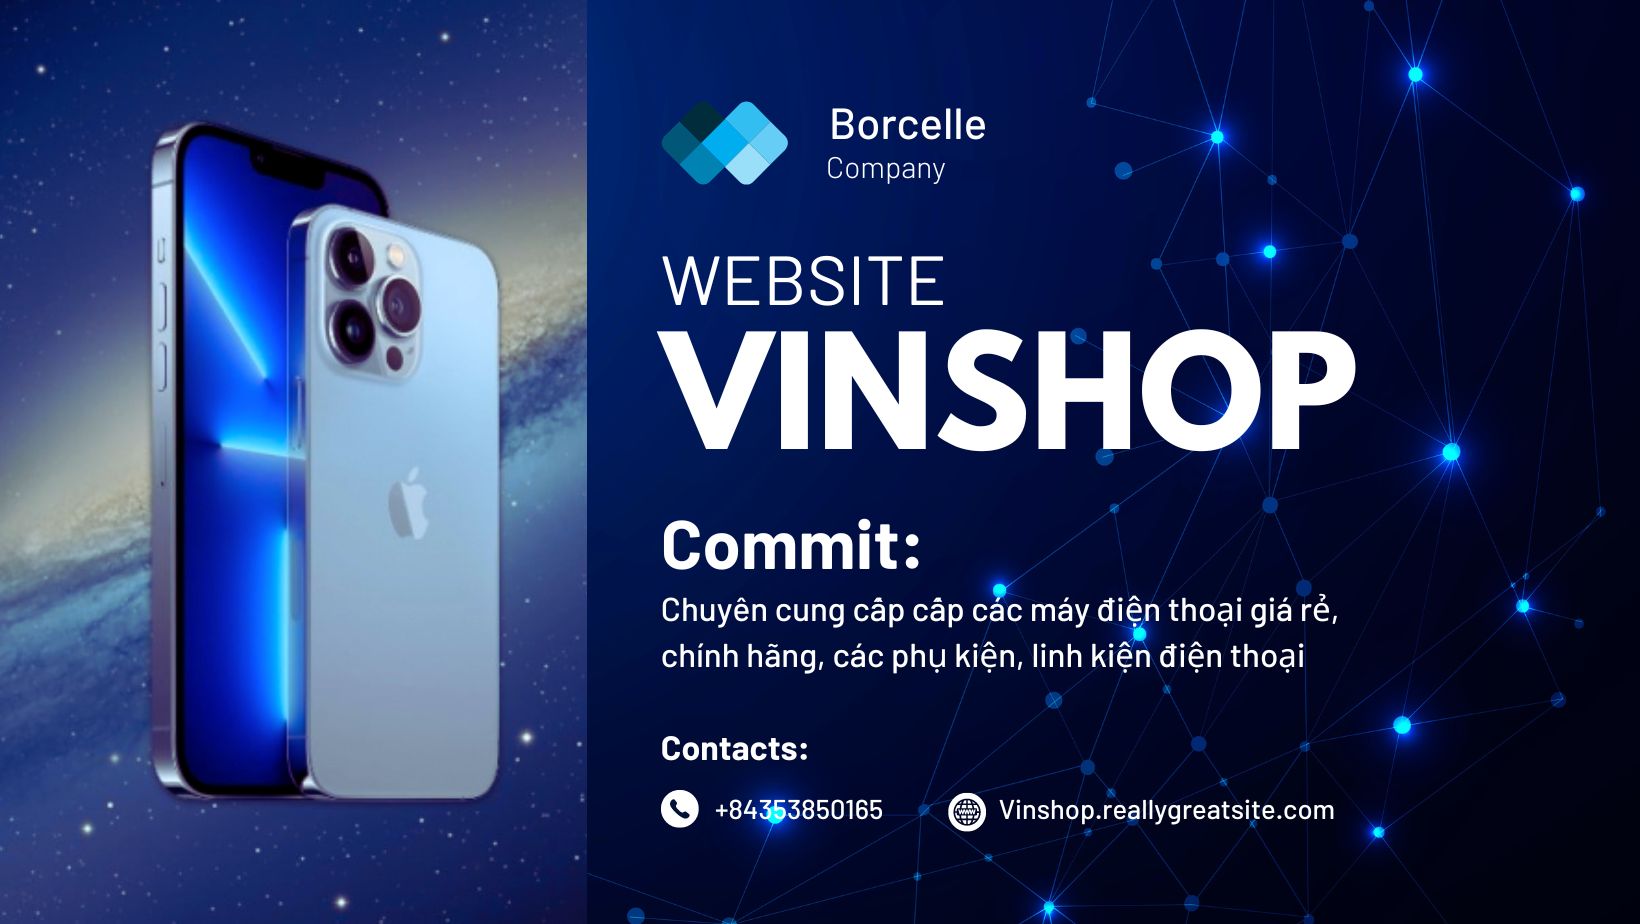 Borcelle
Company
WEBSITE
VINSHOP
Commit:
Chuyên cung cấp cấp các máy điện thoại giá rẻ,
chính hãng, các phụ kiện, linh kiện điện thoại
Contacts:
+84353850165
Vinshop.reallygreatsite.com